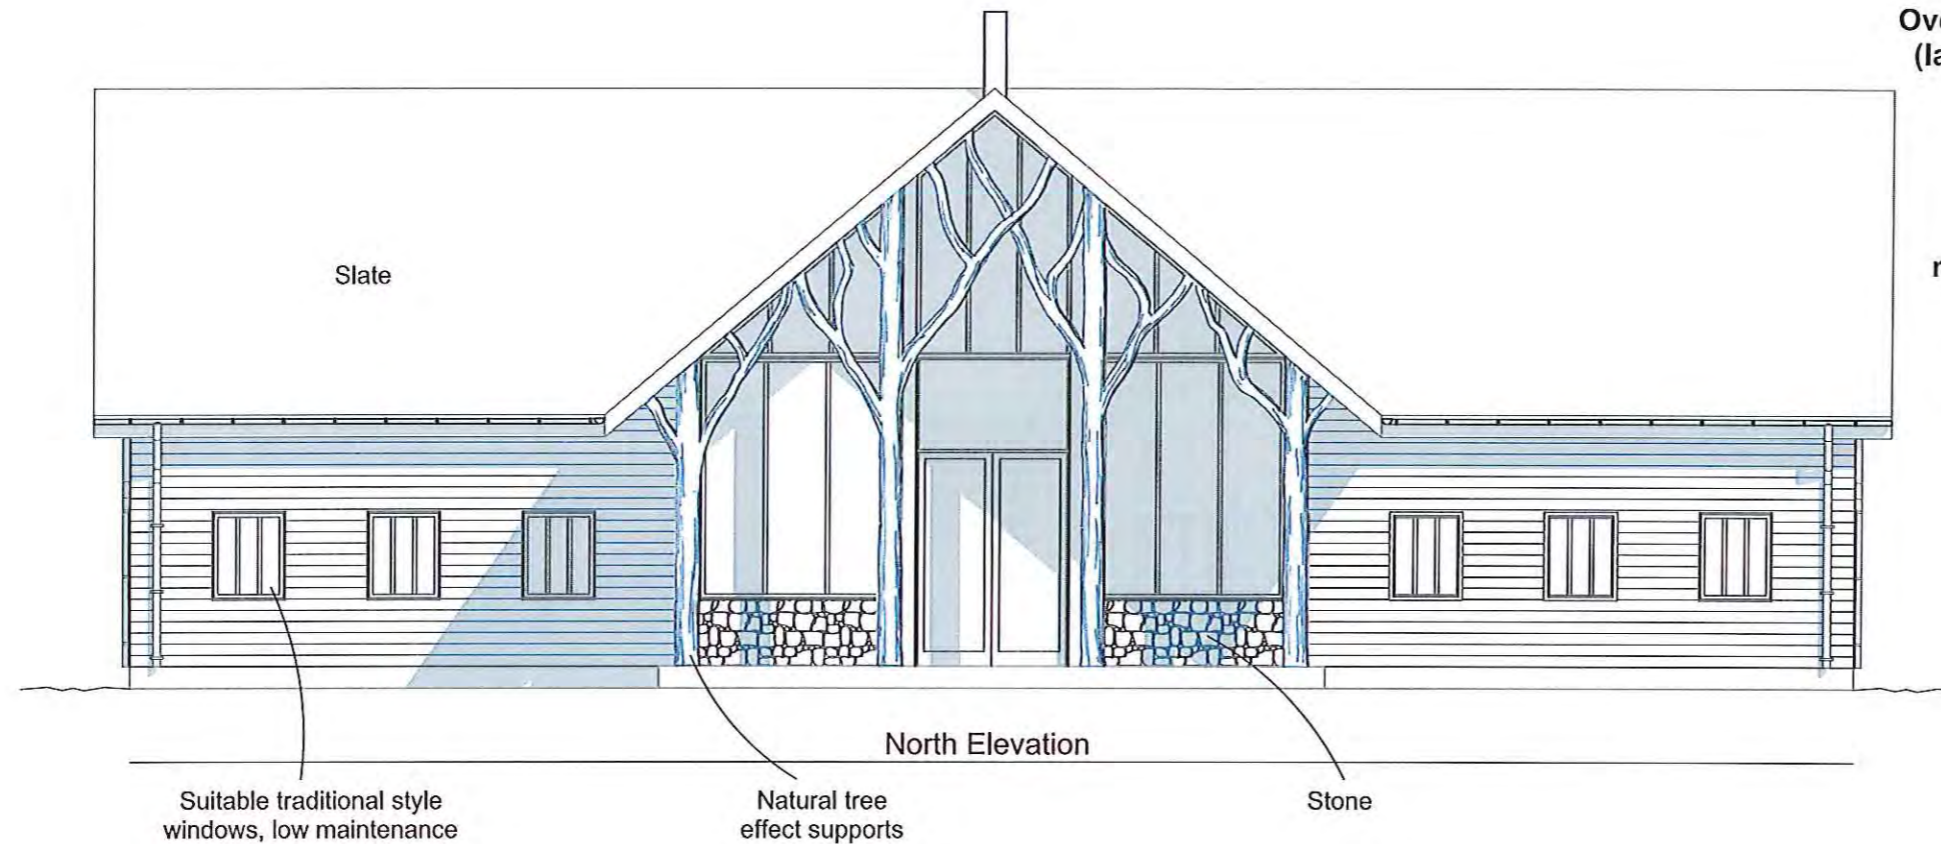 Slate
North Elevation
Suitable traditional style
windows, low maintenance
Natural tree
effect supports
Stone